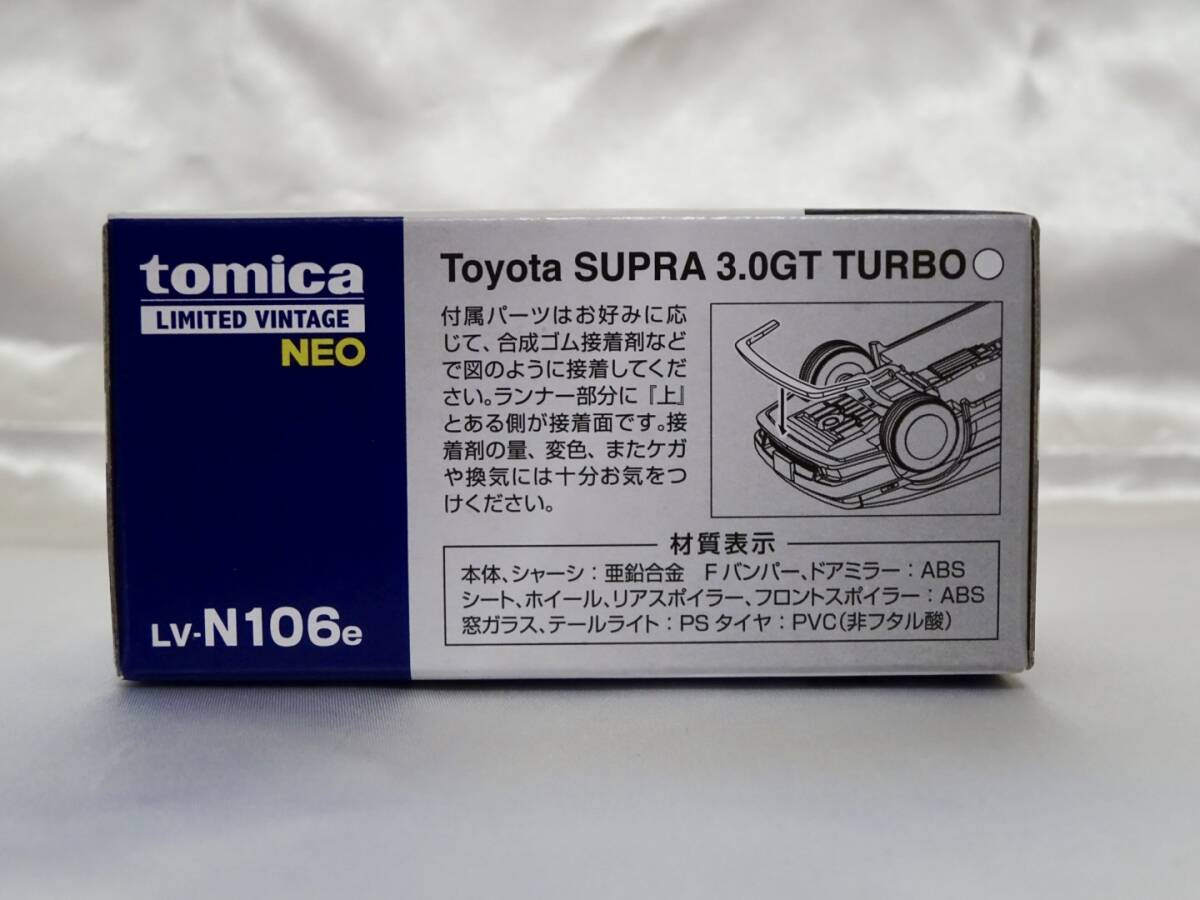 tomica
LIMITED VINTAGE
NEO
LV-N106e
Toyota SUPRA 3.0GT TURBO
付属パーツはお好みに応
じて、合成ゴム接着剤など
で図のように接着してくだ
さい。ランナー部分に『上』
とある側が接着面です。接
着剤の量、変色、またケガ
や換気には十分お気をつ
けください。
材質表示
本体、シャーシ：亜鉛合金 Fバンパー、ドアミラー：ABS
シート、ホイール、リアスポイラー、フロントスポイラー：ABS
窓ガラス、テールライト：PS タイヤ：PVC（非フタル酸）